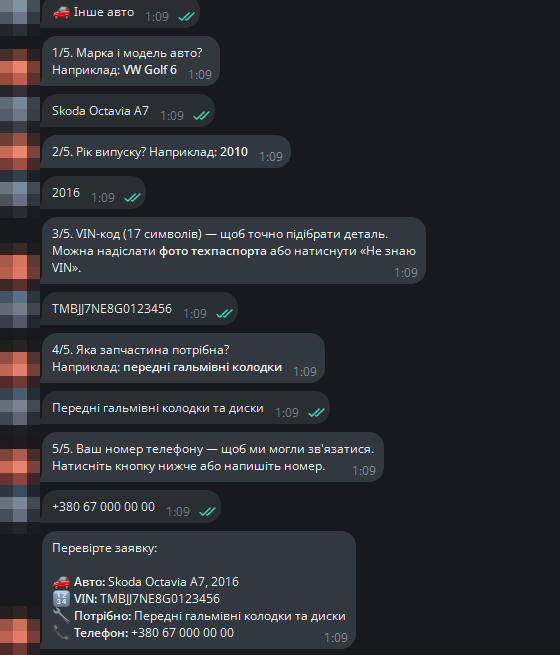 🚗 Інше авто 1:09
1/5. Марка і модель авто?
Наприклад: VW Golf 6 1:09
Skoda Octavia A7 1:09
2/5. Рік випуску? Наприклад: 2010 1:09
2016 1:09
3/5. VIN-код (17 символів) — щоб точно підібрати деталь.
Можна надіслати фото техпаспорта або натиснути «Не знаю
VIN». 1:09
TMBJJ7NE8G0123456 1:09
4/5. Яка запчастина потрібна?
Наприклад: передні гальмівні колодки 1:09
Передні гальмівні колодки та диски 1:09
5/5. Ваш номер телефону — щоб ми могли зв'язатися.
Натисніть кнопку нижче або напишіть номер. 1:09
+380 67 000 00 00 1:09
Перевірте заявку:
🚗 Авто: Skoda Octavia A7, 2016
🔢 VIN: TMBJJ7NE8G0123456
🔧 Потрібно: Передні гальмівні колодки та диски
📞 Телефон: +380 67 000 00 00 1:09